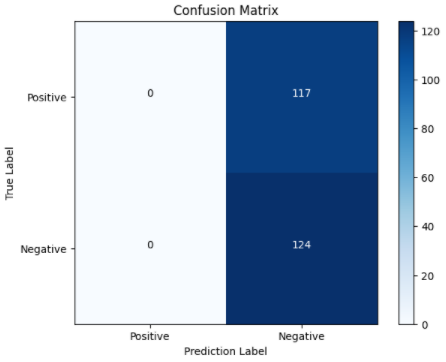 Confusion Matrix
True Label
Positive
0
117
Negative
0
124
Positive
Negative
Prediction Label
120
100
80
60
40
20
0